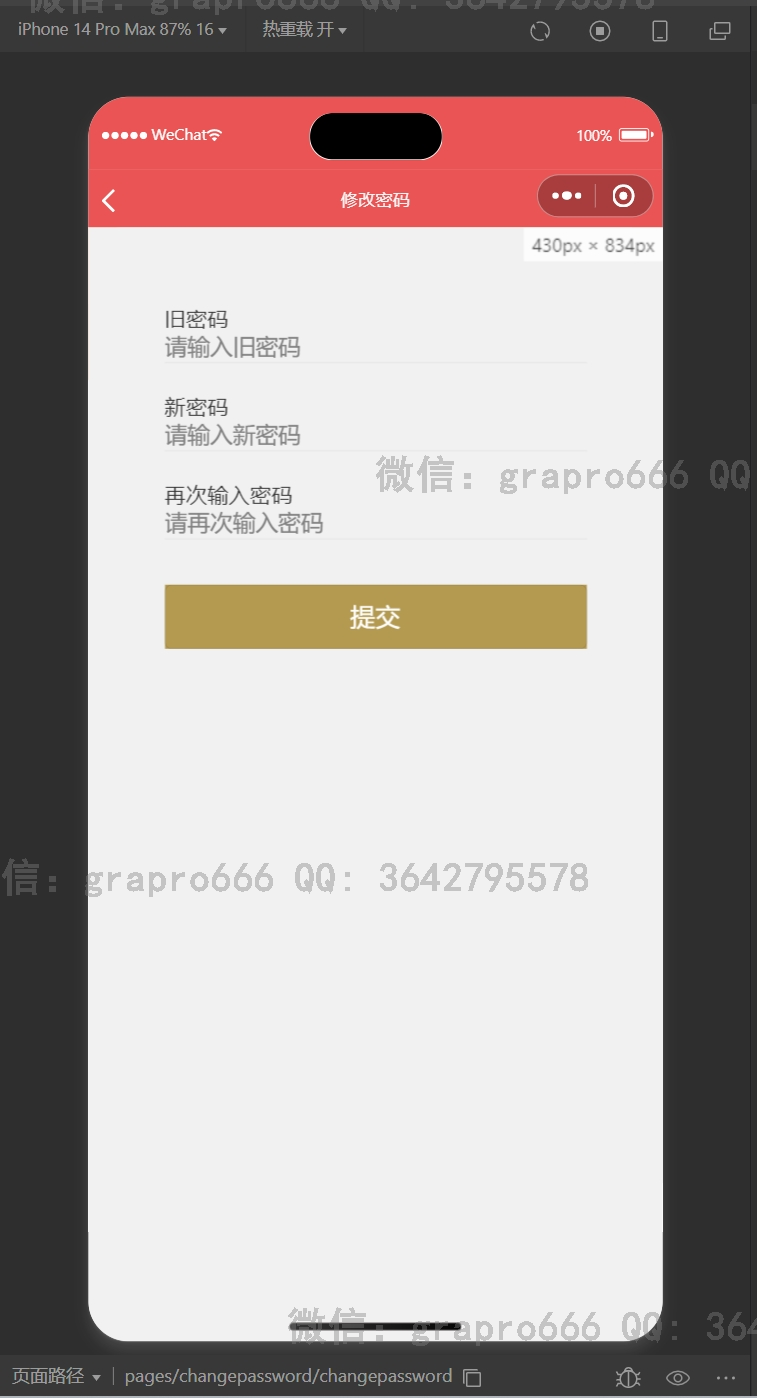 微信：grapro666 QQ：3642795578
iPhone 14 Pro Max 87% 16
热重载 开
WeChat
100%
修改密码
430px × 834px
旧密码
请输入旧密码
新密码
请输入新密码
微信：grapro666 QQ
再次输入密码
请再次输入密码
提交
信：grapro666 QQ：3642795578
微信：grapro666 QQ：364
页面路径
pages/changepassword/changepassword